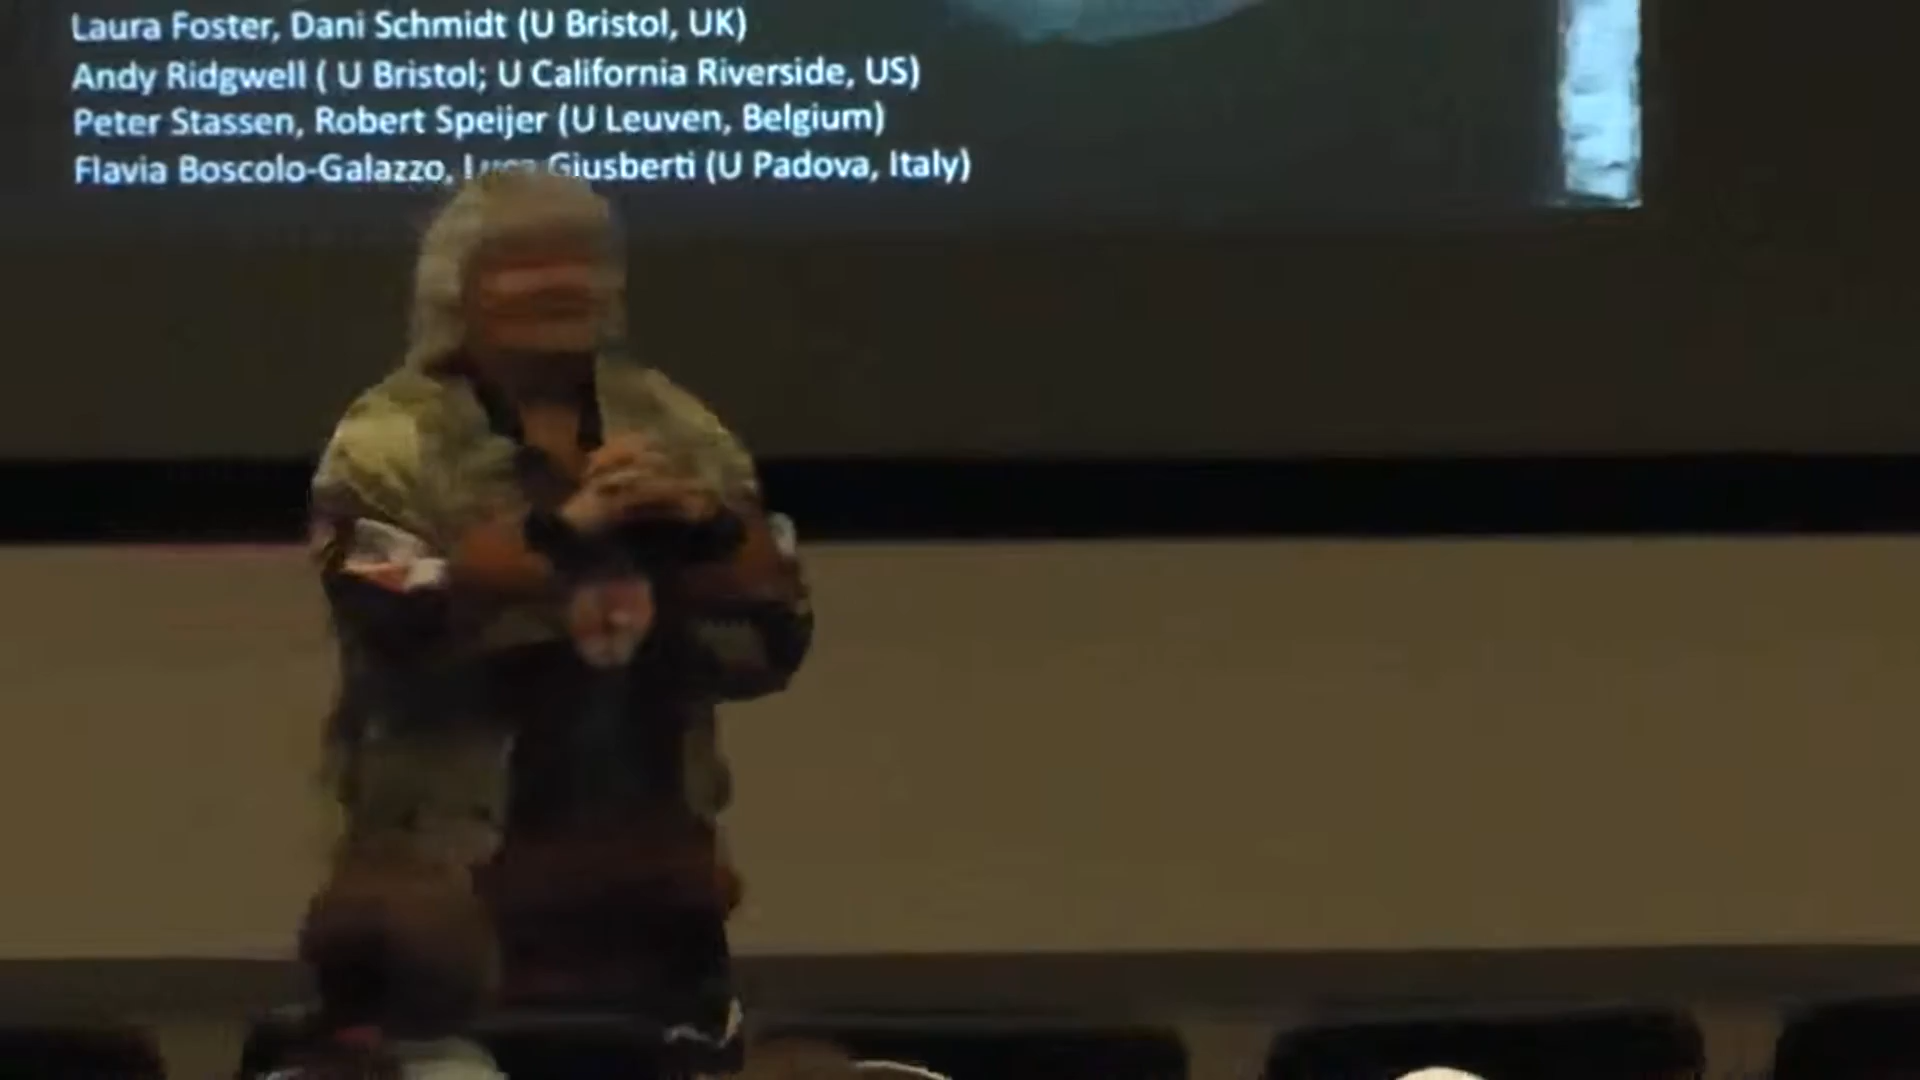 Laura Foster, Dani Schmidt (U Bristol, UK)
Andy Ridgwell ( U Bristol; U California Riverside, US)
Peter Stassen, Robert Speijer (U Leuven, Belgium)
Flavia Boscolo-Galazzo, Luca Giusberti (U Padova, Italy)